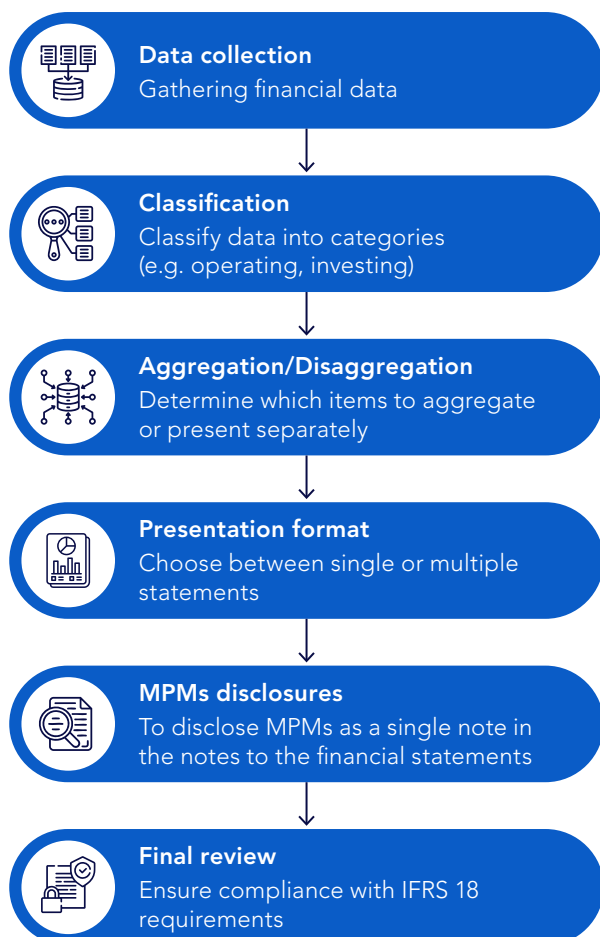 Data collection
Gathering financial data
Classification
Classify data into categories
(e.g. operating, investing)
Aggregation/Disaggregation
Determine which items to aggregate
or present separately
Presentation format
Choose between single or multiple
statements
MPMs disclosures
To disclose MPMs as a single note in
the notes to the financial statements
Final review
Ensure compliance with IFRS 18
requirements